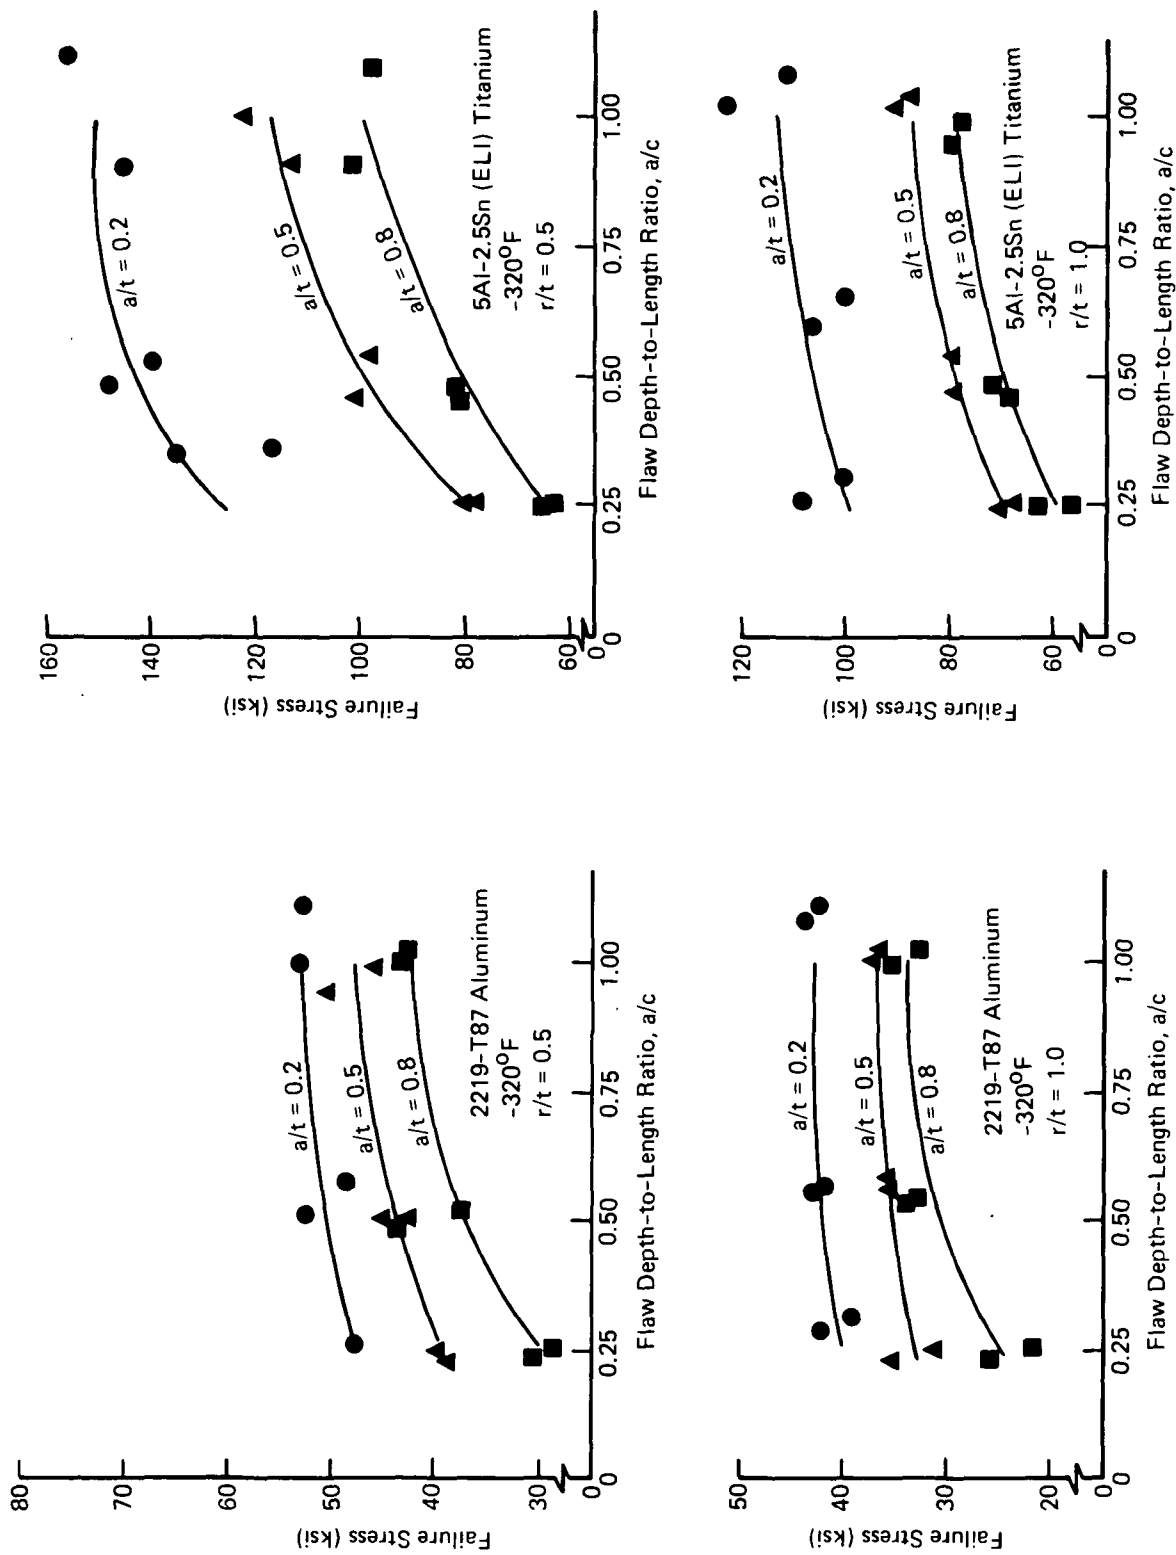 80
70
60
50
40
30
0
Failure Stress (ksi)
a/t = 0.2
a/t = 0.5
a/t = 0.8
2219-T87 Aluminum
-320°F
r/t = 0.5
0 0.25 0.50 0.75 1.00
Flaw Depth-to-Length Ratio, a/c
160
140
120
100
80
60
0
Failure Stress (ksi)
a/t = 0.2
a/t = 0.5
a/t = 0.8
5Al-2.5Sn (ELI) Titanium
-320°F
r/t = 0.5
0 0.25 0.50 0.75 1.00
Flaw Depth-to-Length Ratio, a/c
50
40
30
20
0
Failure Stress (ksi)
a/t = 0.2
a/t = 0.5
a/t = 0.8
2219-T87 Aluminum
-320°F
r/t = 1.0
0 0.25 0.50 0.75 1.00
Flaw Depth-to-Length Ratio, a/c
120
100
80
60
0
Failure Stress (ksi)
a/t = 0.2
a/t = 0.5
a/t = 0.8
5Al-2.5Sn (ELI) Titanium
-320°F
r/t = 1.0
0 0.25 0.50 0.75 1.00
Flaw Depth-to-Length Ratio, a/c